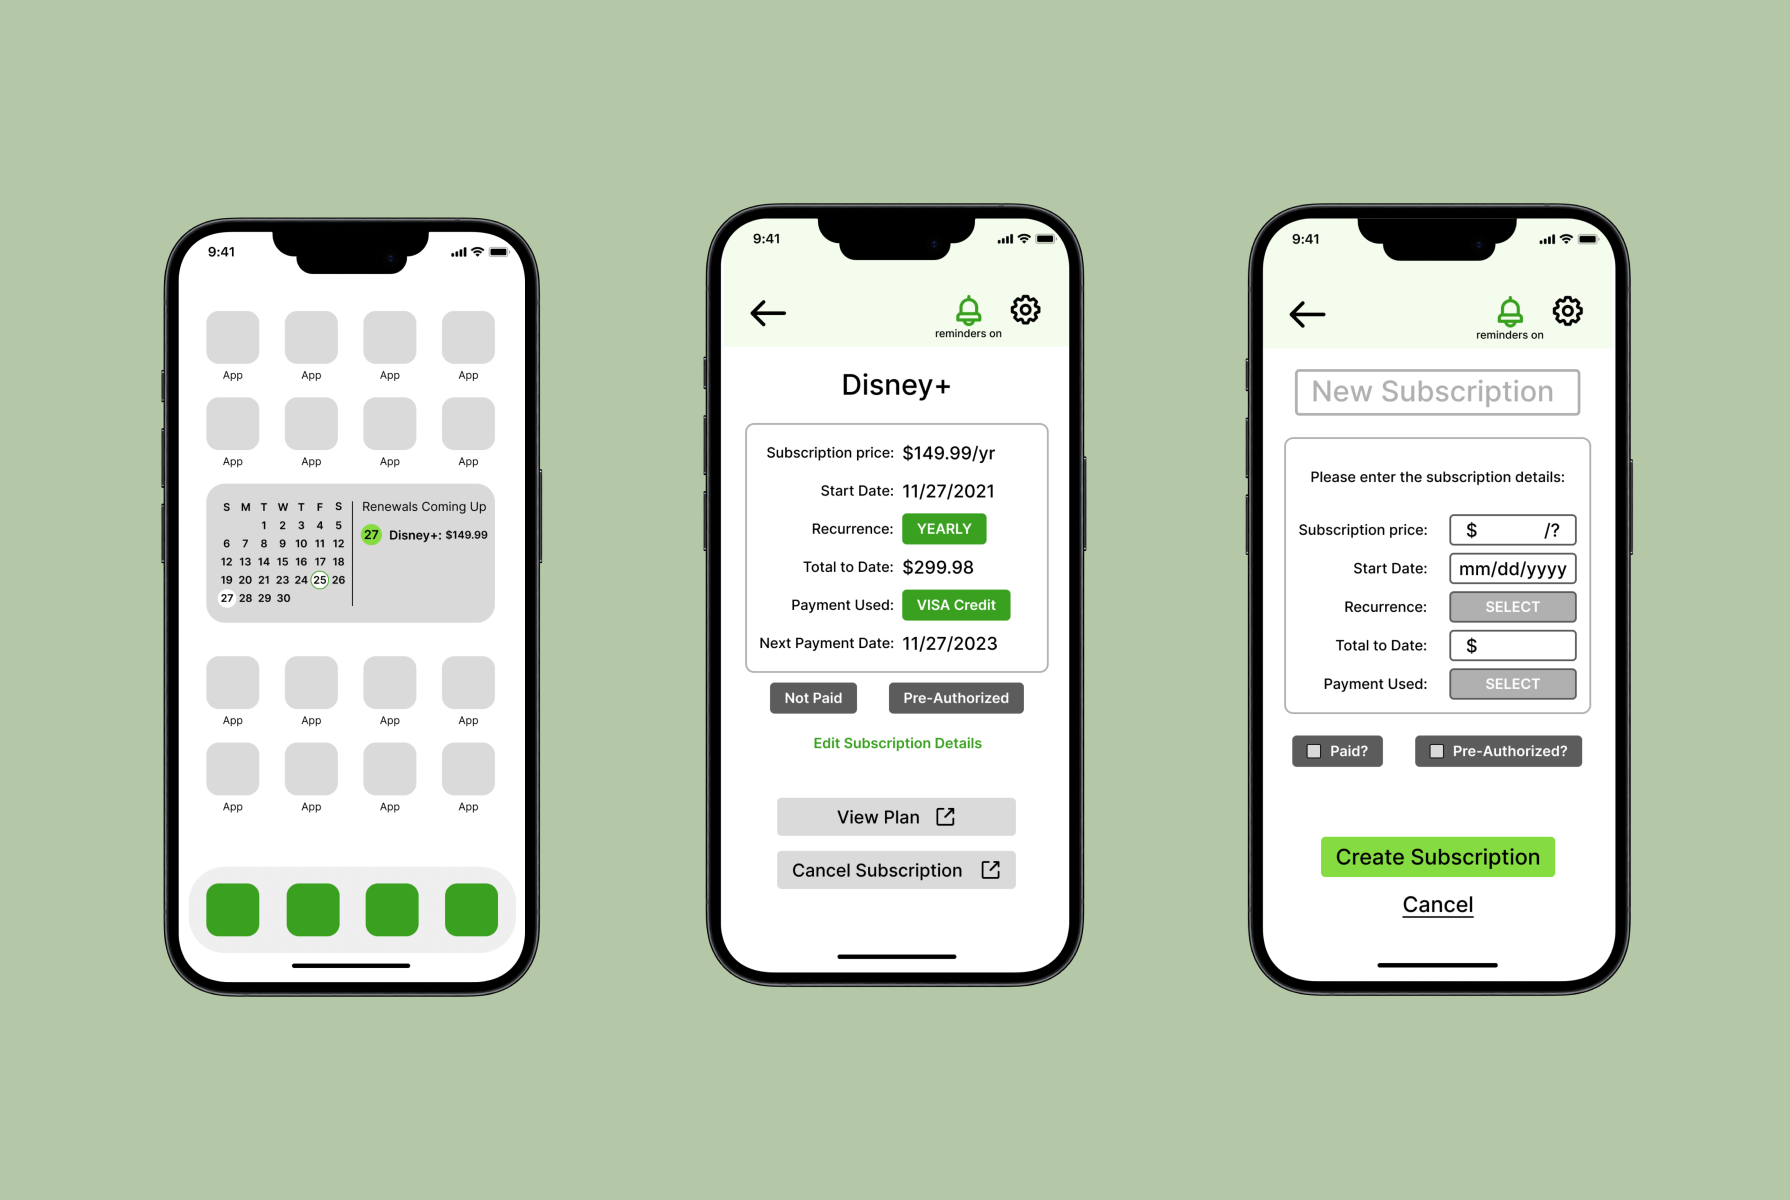 9:41
App App App App
App App App App
S M T W T F S
1 2 3 4 5
6 7 8 9 10 11 12
12 13 14 15 16 17 18
19 20 21 23 24 25 26
27 28 29 30
Renewals Coming Up
27 Disney+: $149.99
App App App App
App App App App
9:41
reminders on
Disney+
Subscription price: $149.99/yr
Start Date: 11/27/2021
Recurrence: YEARLY
Total to Date: $299.98
Payment Used: VISA Credit
Next Payment Date: 11/27/2023
Not Paid Pre-Authorized
Edit Subscription Details
View Plan
Cancel Subscription
9:41
reminders on
New Subscription
Please enter the subscription details:
Subscription price: $ /?
Start Date: mm/dd/yyyy
Recurrence: SELECT
Total to Date: $
Payment Used: SELECT
Paid? Pre-Authorized?
Create Subscription
Cancel